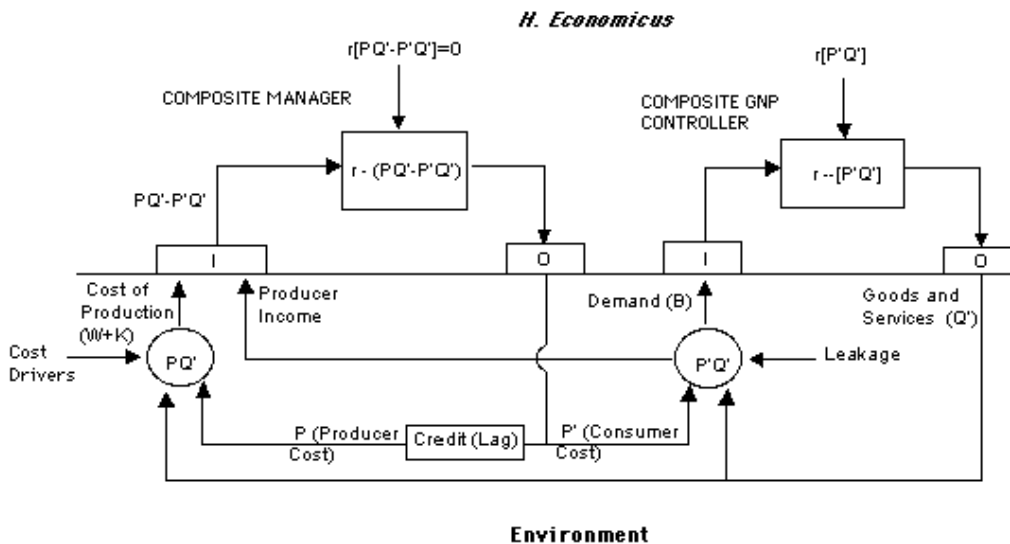 H. Economicus
r[PQ'-P'Q']=0
r[P'Q']
COMPOSITE MANAGER
COMPOSITE GNP
CONTROLLER
r - (PQ'-P'Q')
r --[P'Q']
PQ'-P'Q'
I
O
I
O
Cost of
Production
(W+K)
Producer
Income
Demand (B)
Goods and
Services (Q')
Cost
Drivers
PQ'
P'Q'
Leakage
P (Producer
Cost)
Credit (Lag)
P' (Consumer
Cost)
Environment